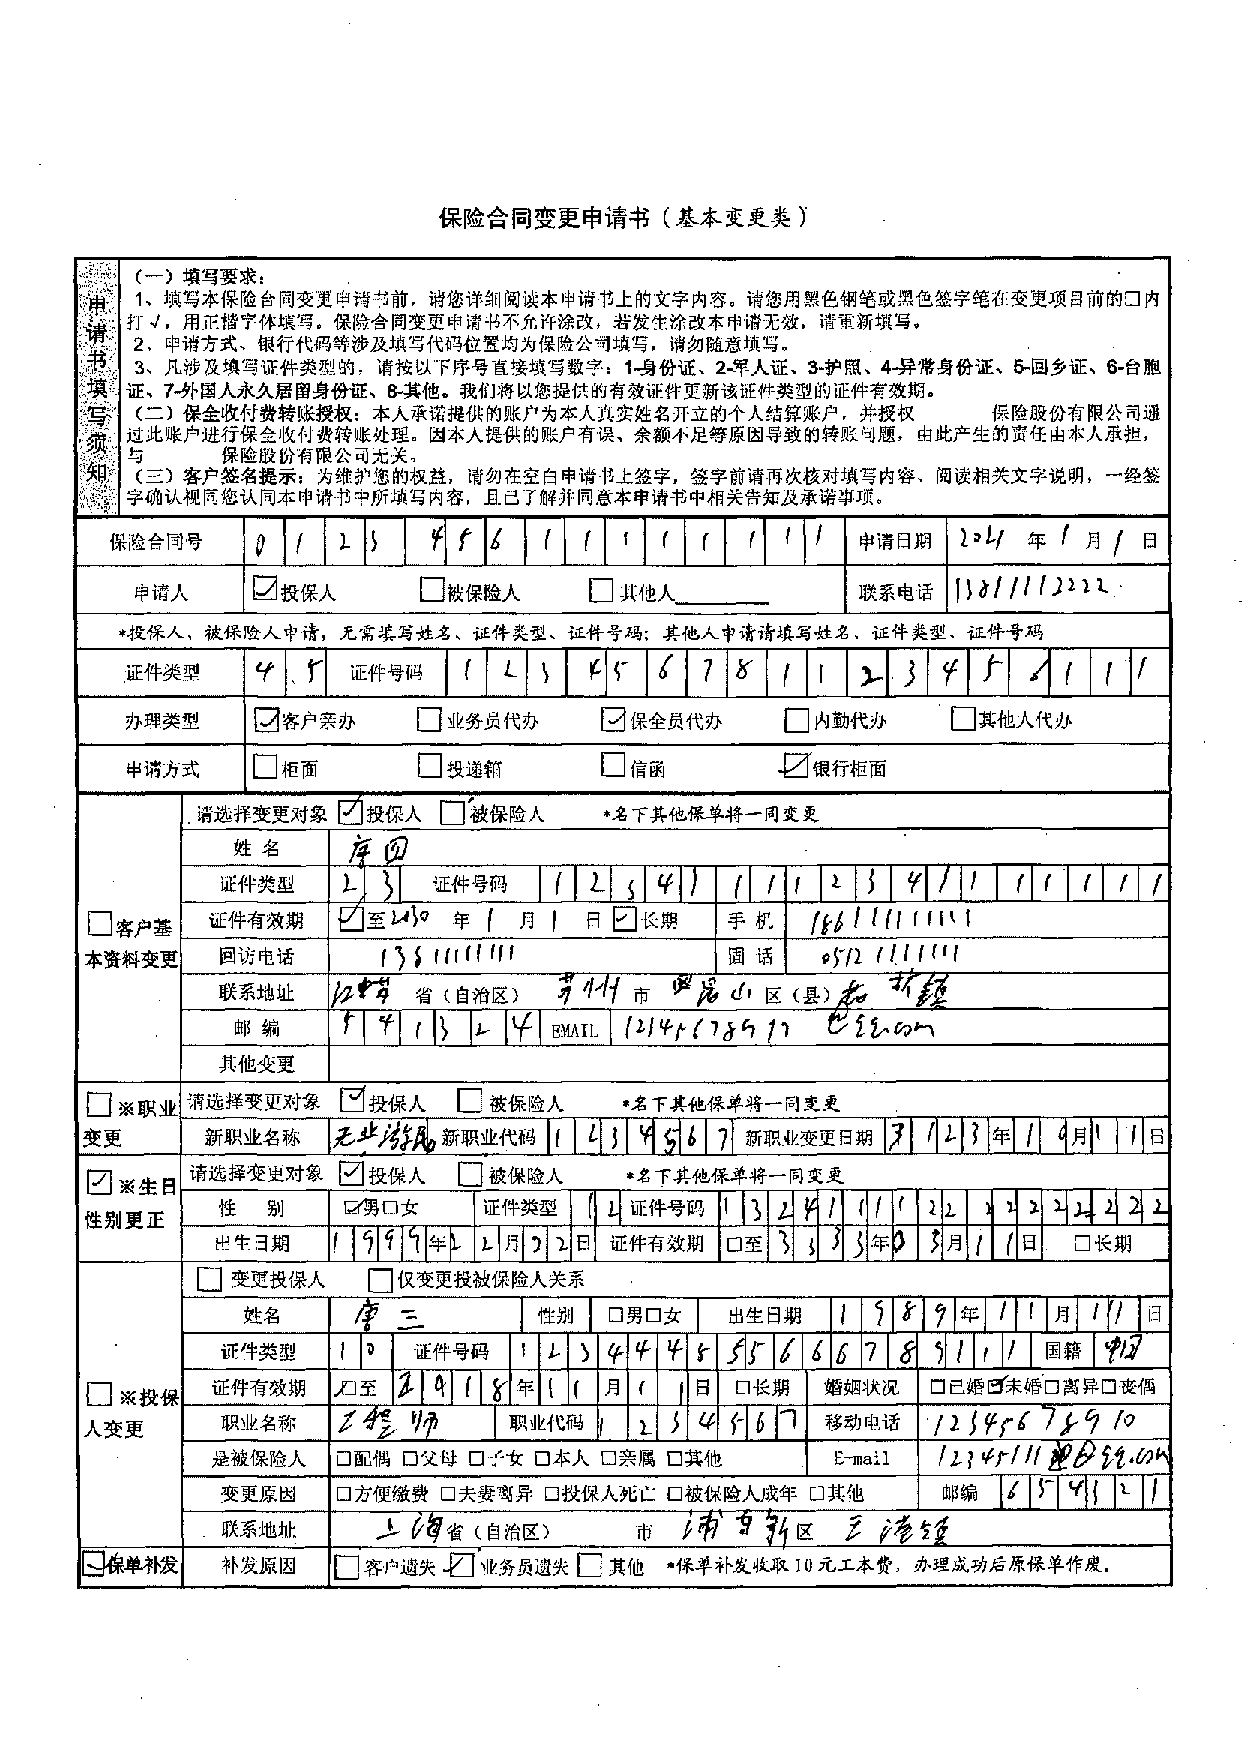 保险合同变更申请书（基本变更类）
申请书填写须知
（一）填写要求：
1、填写本保险合同变更申请书前，请您详细阅读本申请书上的文字内容。请您用黑色钢笔或黑色签字笔在变更项目前的□内
打√，用正楷字体填写。保险合同变更申请书不允许涂改，若发生涂改本申请无效，请重新填写。
2、申请方式、银行代码等涉及填写代码位置均为保险公司填写，请勿随意填写。
3、凡涉及填写证件类型的，请按以下序号直接填写数字：1-身份证、2-军人证、3-护照、4-异常身份证、5-回乡证、6-台胞
证、7-外国人永久居留身份证、8-其他。我们将以您提供的有效证件更新该证件类型的证件有效期。
（二）保全收付费转账授权：本人承诺提供的账户为本人真实姓名开立的个人结算账户，并授权 保险股份有限公司通
过此账户进行保全收付费转账处理。因本人提供的账户有误、余额不足等原因导致的转账问题，由此产生的责任由本人承担，
与 保险股份有限公司无关。
（三）客户签名提示：为维护您的权益，请勿在空白申请书上签字，签字前请再次核对填写内容、阅读相关文字说明，一经签
字确认视同您认同本申请书中所填写内容，且已了解并同意本申请书中相关告知及承诺事项。
保险合同号 0 1 2 3 4 5 6 1 1 1 1 1 1 1 1 申请日期 2021 年 1 月 1 日
申请人 ☑投保人 □被保险人 □其他人 联系电话 13811112222
*投保人、被保险人申请，无需填写姓名、证件类型、证件号码；其他人申请请填写姓名、证件类型、证件号码
证件类型 4 5 证件号码 1 2 3 4 5 6 7 8 1 1 2 3 4 5 6 1 1 1
办理类型 ☑客户亲办 □业务员代办 ☑保全员代办 □内勤代办 □其他人代办
申请方式 □柜面 □投递箱 □信函 ☑银行柜面
□客户基本资料变更
请选择变更对象 ☑投保人 □被保险人 *名下其他保单将一同变更
姓名 李四
证件类型 2 3 证件号码 1 2 3 4 1 1 1 1 2 3 4 1 1 1 1 1 1 1
证件有效期 ☑至2030 年 1 月 1 日 ☑长期 手机 18611111111
回访电话 13511111111 固话 0512 1111111
联系地址 江苏 省（自治区） 苏州 市 昆山 区（县）
邮编 5 4 1 3 2 4 EMAIL
其他变更
□※职业变更
请选择变更对象 ☑投保人 □被保险人 *名下其他保单将一同变更
新职业名称 无业游民 新职业代码 1 2 3 4 5 6 7 新职业变更日期 3 1 2 3 年 1 0 月 1 1 日
☑※生日性别更正
请选择变更对象 ☑投保人 □被保险人 *名下其他保单将一同变更
性别 ☑男□女 证件类型 1 2 证件号码 1 3 2 4 1 1 1 1 2 2 2 2 2 2 2 2 2 2
出生日期 1 9 9 9 年 2 2 月 2 2 日 证件有效期 □至 3 3 3 3 年 0 3 月 1 1 日 □长期
□※投保人变更
□变更投保人 □仅变更投被保险人关系
姓名 唐三 性别 □男□女 出生日期 1 9 8 9 年 1 1 月 1 1 日
证件类型 1 0 证件号码 1 2 3 4 4 4 5 5 5 6 6 6 7 8 9 1 1 1 国籍 中国
证件有效期 ☑至 2 0 1 8 年 1 1 月 1 1 日 □长期 婚姻状况 □已婚☑未婚□离异□丧偶
职业名称 工程师 职业代码 1 2 3 4 5 6 7 移动电话 12345678910
是被保险人 □配偶 □父母 □子女 □本人 □亲属 □其他 E-mail 12345111@qq.com
变更原因 □方便缴费 □夫妻离异 □投保人死亡 □被保险人成年 □其他 邮编 6 5 4 3 2 1
联系地址 上海 省（自治区） 市 浦东新 区 三港镇
☑保单补发 补发原因 □客户遗失 ☑业务员遗失 □其他 *保单补发收取10元工本费，办理成功后原保单作废。